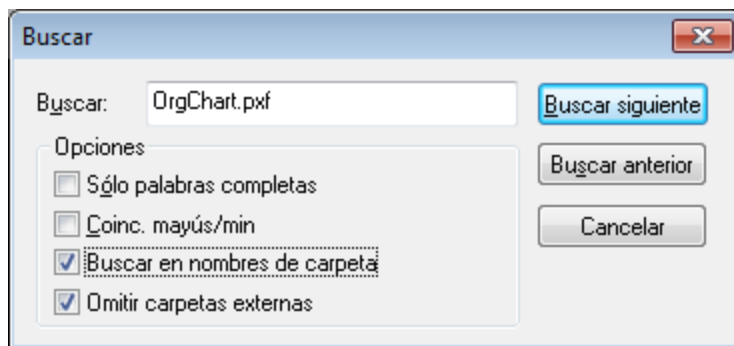 Buscar
Buscar: OrgChart.pxf
Buscar siguiente
Opciones
Buscar anterior
Sólo palabras completas
Coinc. mayús/min
Cancelar
Buscar en nombres de carpeta
Omitir carpetas externas